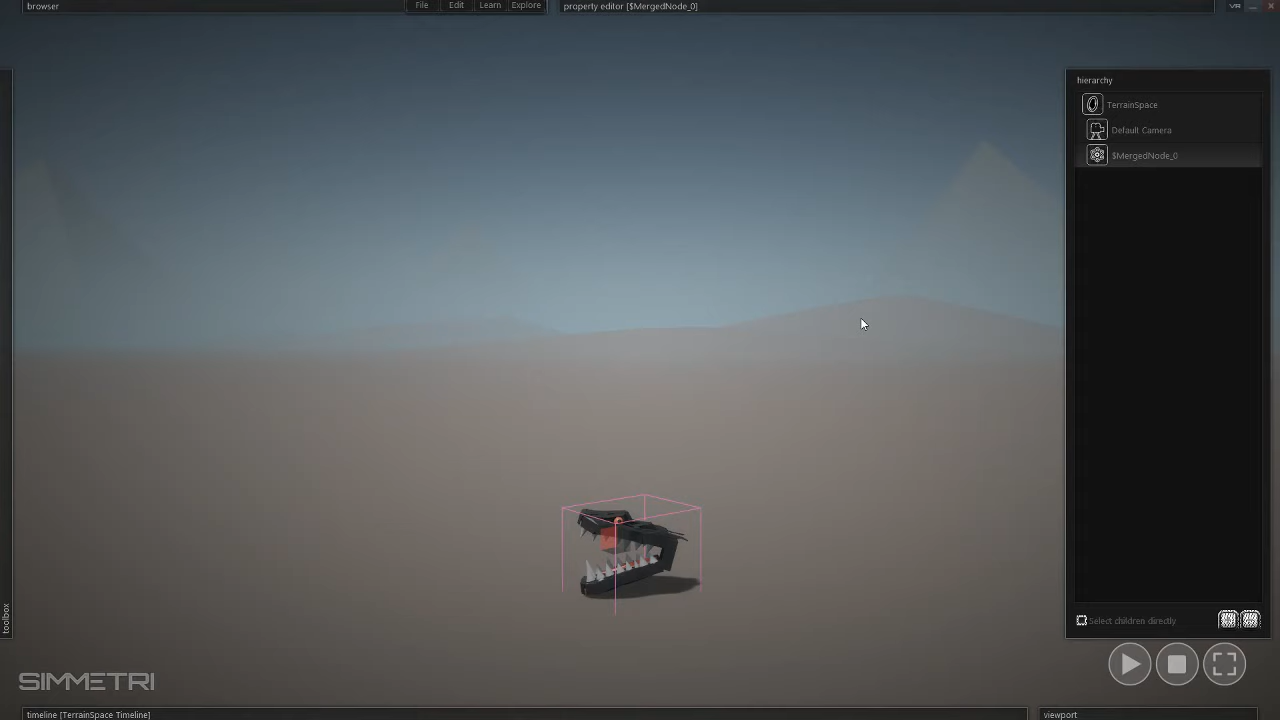 browser
File
Edit
Learn
Explore
property editor [$MergedNode_0]
VR
hierarchy
TerrainSpace
Default Camera
$MergedNode_0
toolbox
Select children directly
SIMMETRI
timeline [TerrainSpace Timeline]
viewport